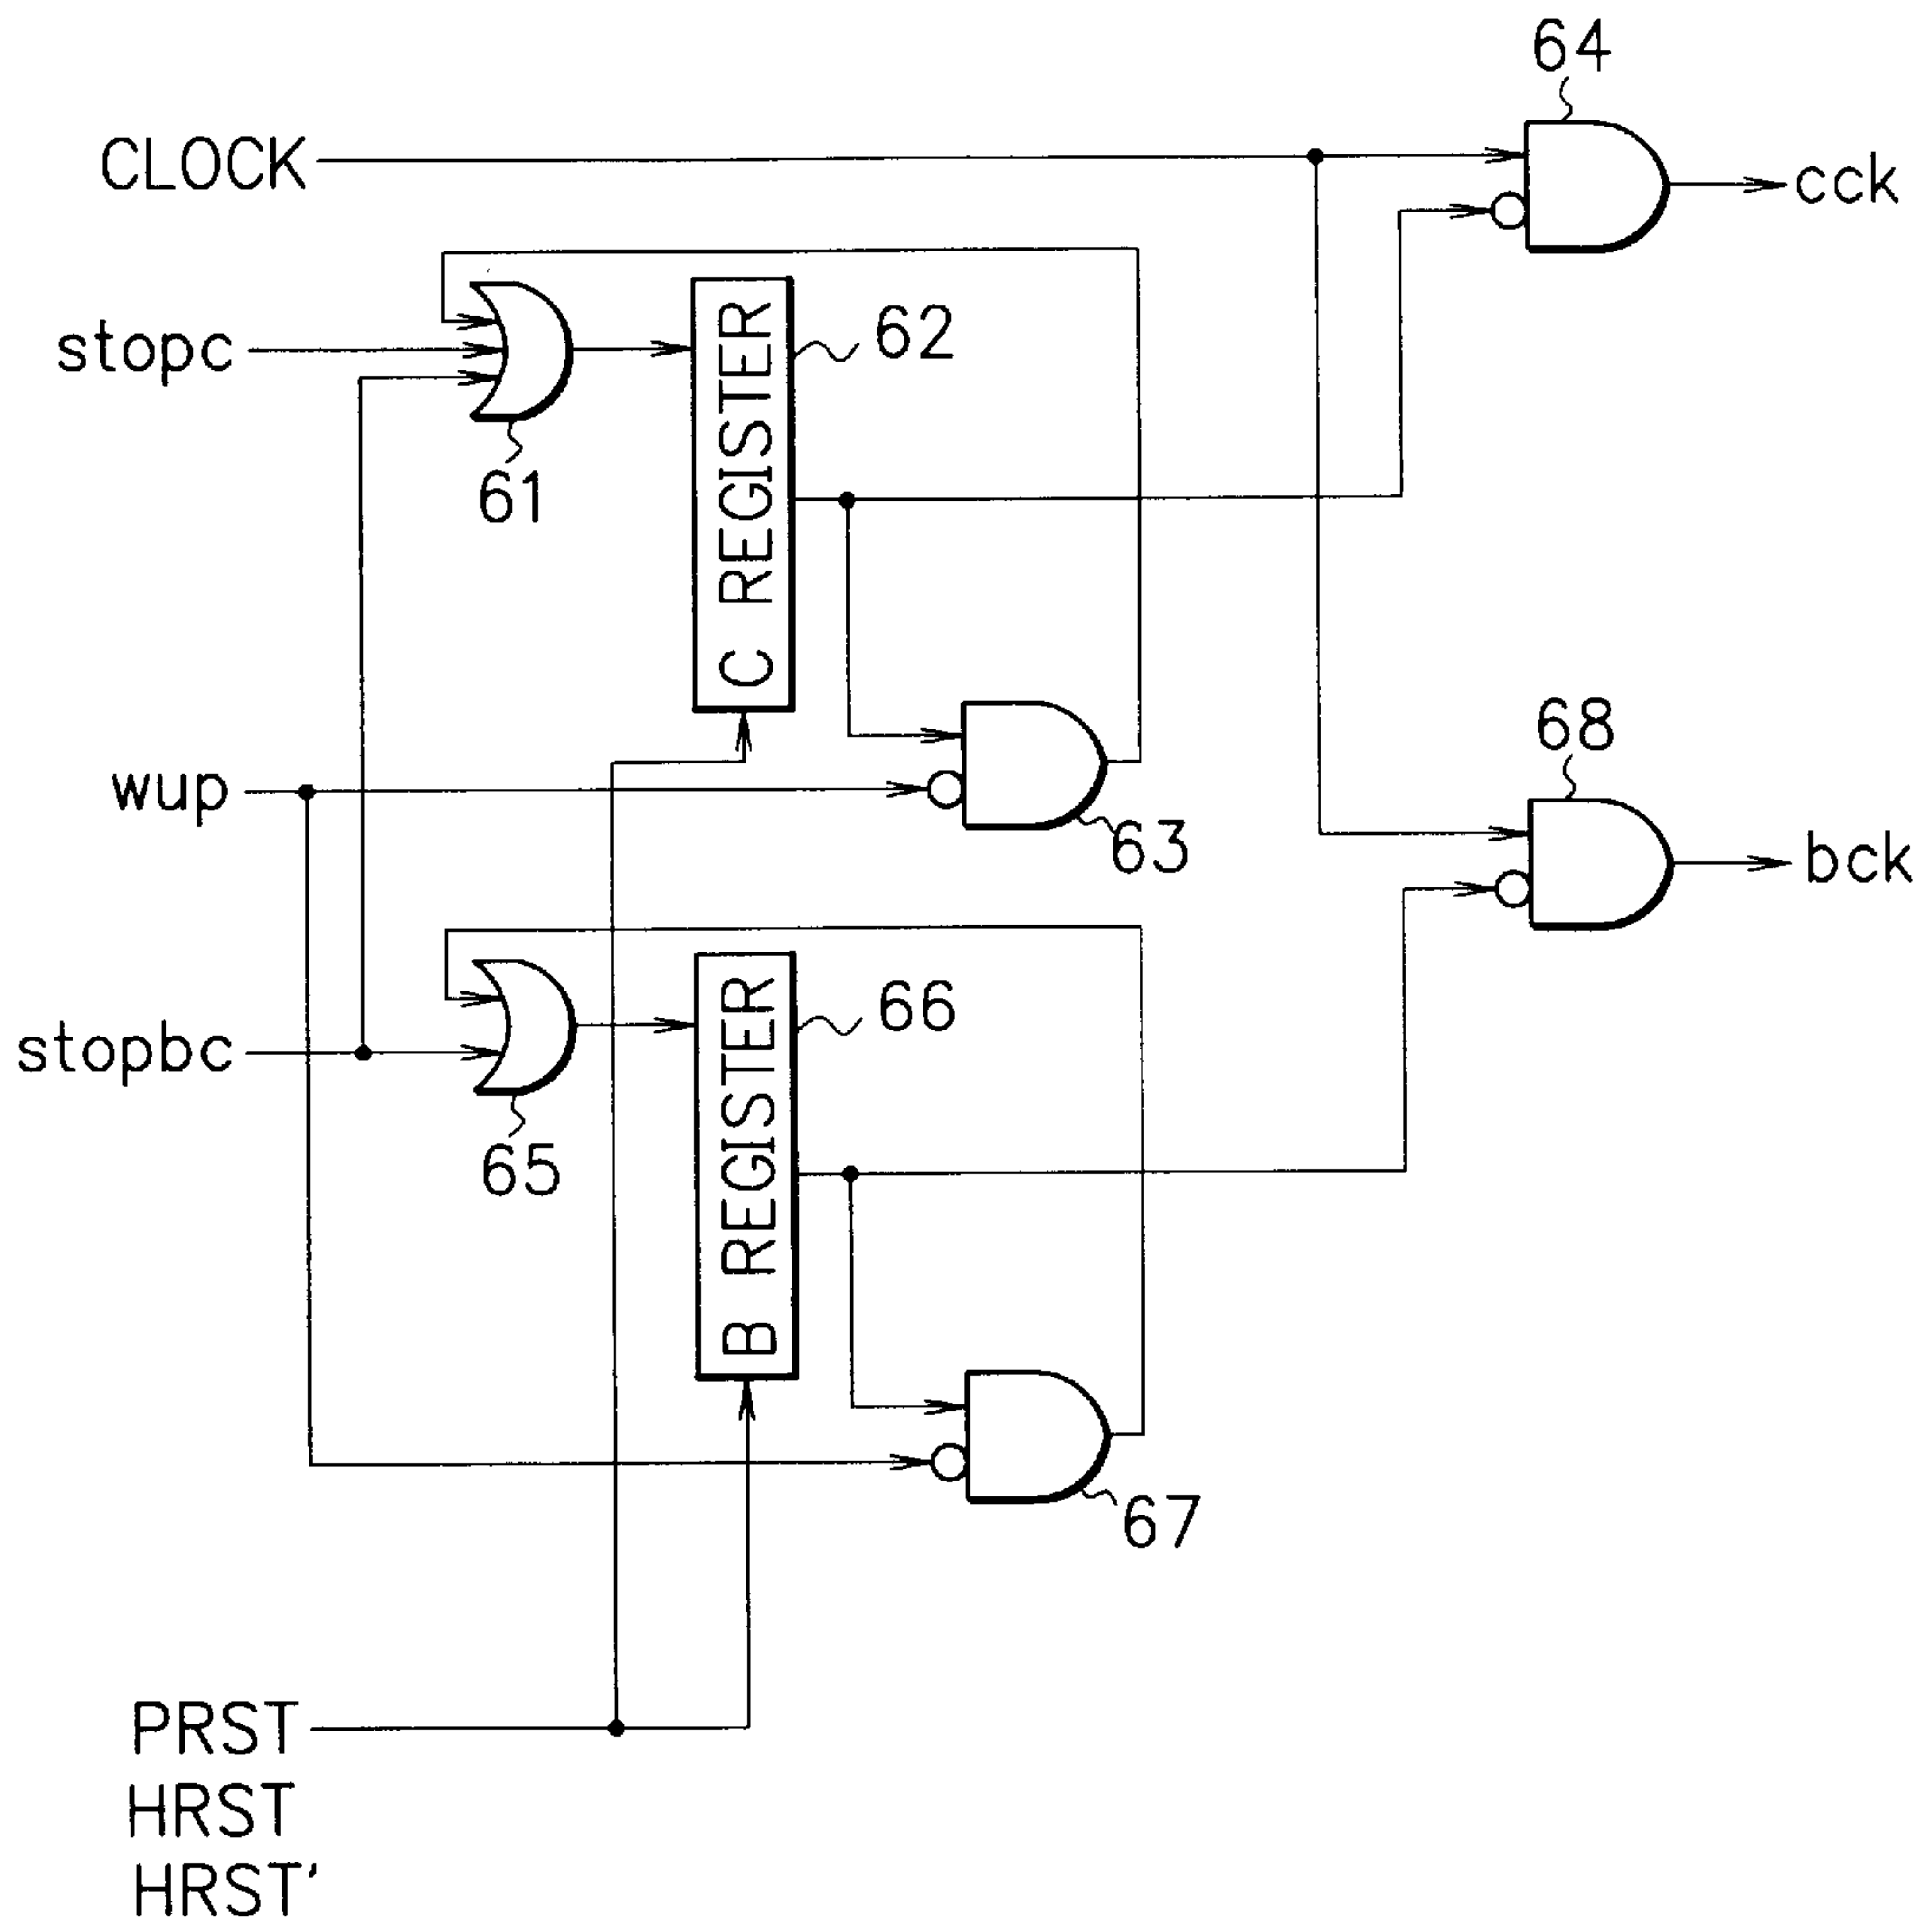 64
CLOCK
cck
stopc
62
61
C REGISTER
68
wup
63
bck
66
stopbc
65
B REGISTER
67
PRST
HRST
HRST'